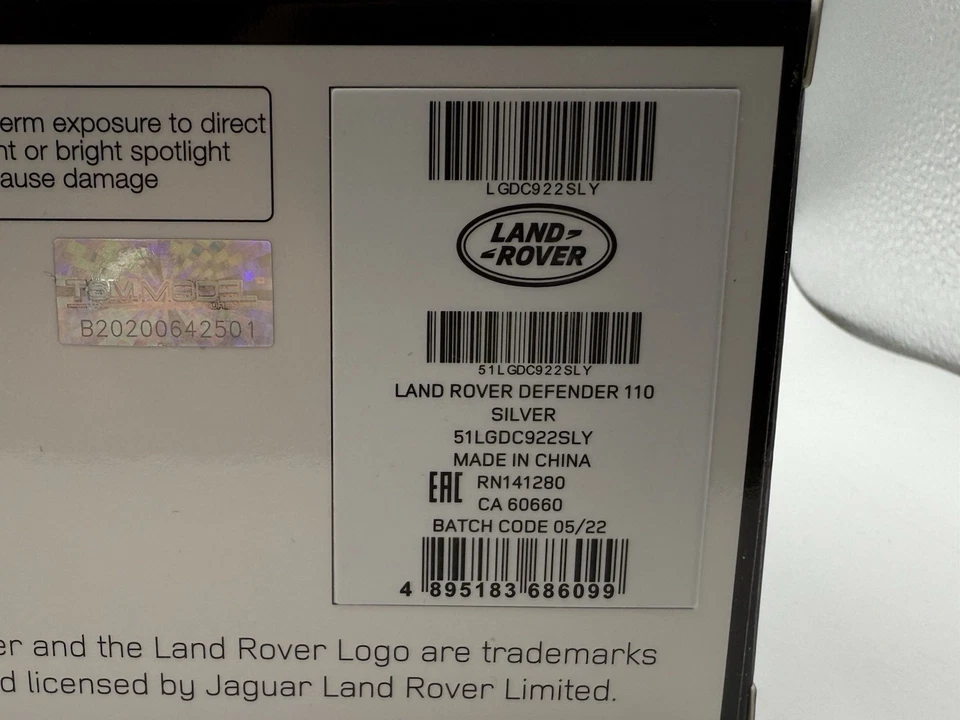 erm exposure to direct
nt or bright spotlight
ause damage
B20200642501
LGDC922SLY
LAND
ROVER
51LGDC922SLY
LAND ROVER DEFENDER 110
SILVER
51LGDC922SLY
MADE IN CHINA
EAC RN141280
CA 60660
BATCH CODE 05/22
4 895183 686099
er and the Land Rover Logo are trademarks
d licensed by Jaguar Land Rover Limited.